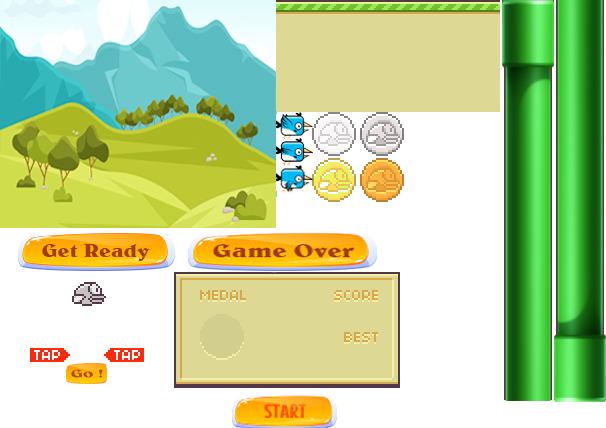 Get Ready
Game Over
MEDAL SCORE
BEST
TAP TAP
Go !
START